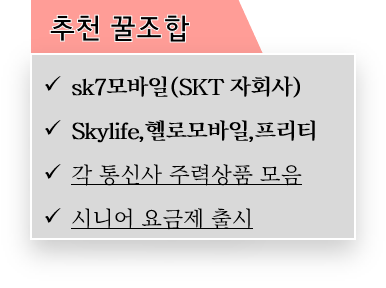 추천 꿀조합
✓ sk7모바일(SKT 자회사)
✓ Skylife,헬로모바일,프리티
✓ 각 통신사 주력상품 모음
✓ 시니어 요금제 출시